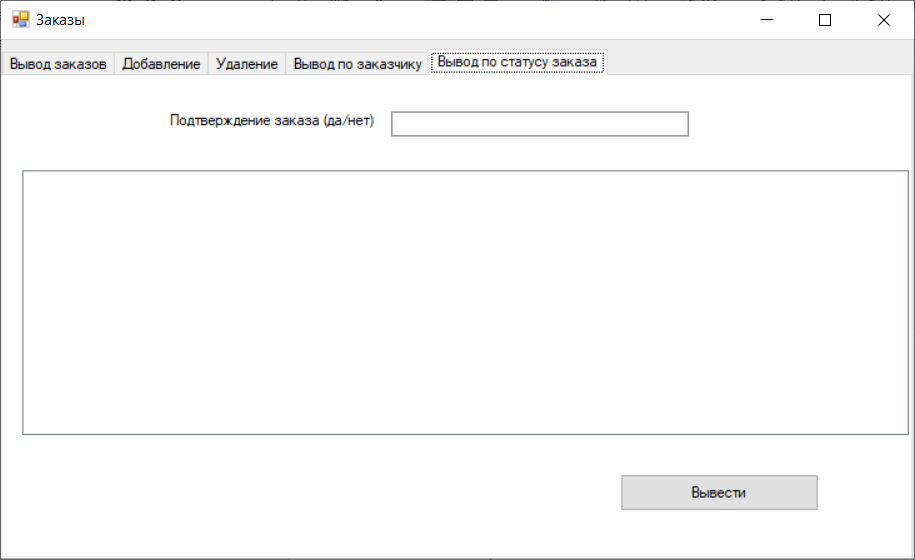 Заказы
Вывод заказов Добавление Удаление Вывод по заказчику Вывод по статусу заказа
Подтверждение заказа (да/нет)
Вывести